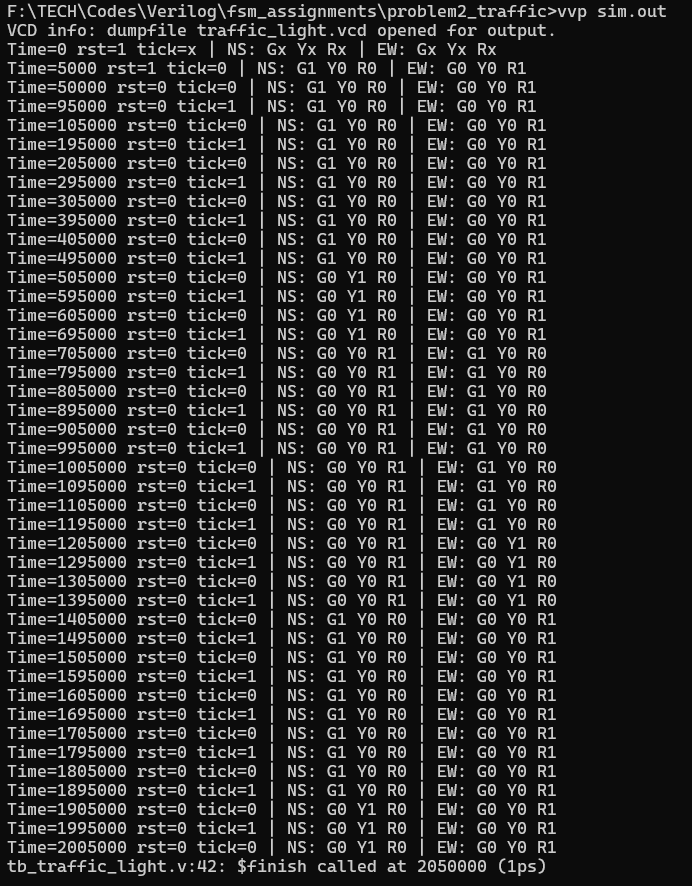 F:\TECH\Codes\Verilog\fsm_assignments\problem2_traffic>vvp sim.out
VCD info: dumpfile traffic_light.vcd opened for output.
Time=0 rst=1 tick=x | NS: Gx Yx Rx | EW: Gx Yx Rx
Time=5000 rst=1 tick=0 | NS: G1 Y0 R0 | EW: G0 Y0 R1
Time=50000 rst=0 tick=0 | NS: G1 Y0 R0 | EW: G0 Y0 R1
Time=95000 rst=0 tick=1 | NS: G1 Y0 R0 | EW: G0 Y0 R1
Time=105000 rst=0 tick=0 | NS: G1 Y0 R0 | EW: G0 Y0 R1
Time=195000 rst=0 tick=1 | NS: G1 Y0 R0 | EW: G0 Y0 R1
Time=205000 rst=0 tick=0 | NS: G1 Y0 R0 | EW: G0 Y0 R1
Time=295000 rst=0 tick=1 | NS: G1 Y0 R0 | EW: G0 Y0 R1
Time=305000 rst=0 tick=0 | NS: G1 Y0 R0 | EW: G0 Y0 R1
Time=395000 rst=0 tick=1 | NS: G1 Y0 R0 | EW: G0 Y0 R1
Time=405000 rst=0 tick=0 | NS: G1 Y0 R0 | EW: G0 Y0 R1
Time=495000 rst=0 tick=1 | NS: G1 Y0 R0 | EW: G0 Y0 R1
Time=505000 rst=0 tick=0 | NS: G0 Y1 R0 | EW: G0 Y0 R1
Time=595000 rst=0 tick=1 | NS: G0 Y1 R0 | EW: G0 Y0 R1
Time=605000 rst=0 tick=0 | NS: G0 Y1 R0 | EW: G0 Y0 R1
Time=695000 rst=0 tick=1 | NS: G0 Y1 R0 | EW: G0 Y0 R1
Time=705000 rst=0 tick=0 | NS: G0 Y0 R1 | EW: G1 Y0 R0
Time=795000 rst=0 tick=1 | NS: G0 Y0 R1 | EW: G1 Y0 R0
Time=805000 rst=0 tick=0 | NS: G0 Y0 R1 | EW: G1 Y0 R0
Time=895000 rst=0 tick=1 | NS: G0 Y0 R1 | EW: G1 Y0 R0
Time=905000 rst=0 tick=0 | NS: G0 Y0 R1 | EW: G1 Y0 R0
Time=995000 rst=0 tick=1 | NS: G0 Y0 R1 | EW: G1 Y0 R0
Time=1005000 rst=0 tick=0 | NS: G0 Y0 R1 | EW: G1 Y0 R0
Time=1095000 rst=0 tick=1 | NS: G0 Y0 R1 | EW: G1 Y0 R0
Time=1105000 rst=0 tick=0 | NS: G0 Y0 R1 | EW: G1 Y0 R0
Time=1195000 rst=0 tick=1 | NS: G0 Y0 R1 | EW: G1 Y0 R0
Time=1205000 rst=0 tick=0 | NS: G0 Y0 R1 | EW: G0 Y1 R0
Time=1295000 rst=0 tick=1 | NS: G0 Y0 R1 | EW: G0 Y1 R0
Time=1305000 rst=0 tick=0 | NS: G0 Y0 R1 | EW: G0 Y1 R0
Time=1395000 rst=0 tick=1 | NS: G0 Y0 R1 | EW: G0 Y1 R0
Time=1405000 rst=0 tick=0 | NS: G1 Y0 R0 | EW: G0 Y0 R1
Time=1495000 rst=0 tick=1 | NS: G1 Y0 R0 | EW: G0 Y0 R1
Time=1505000 rst=0 tick=0 | NS: G1 Y0 R0 | EW: G0 Y0 R1
Time=1595000 rst=0 tick=1 | NS: G1 Y0 R0 | EW: G0 Y0 R1
Time=1605000 rst=0 tick=0 | NS: G1 Y0 R0 | EW: G0 Y0 R1
Time=1695000 rst=0 tick=1 | NS: G1 Y0 R0 | EW: G0 Y0 R1
Time=1705000 rst=0 tick=0 | NS: G1 Y0 R0 | EW: G0 Y0 R1
Time=1795000 rst=0 tick=1 | NS: G1 Y0 R0 | EW: G0 Y0 R1
Time=1805000 rst=0 tick=0 | NS: G1 Y0 R0 | EW: G0 Y0 R1
Time=1895000 rst=0 tick=1 | NS: G1 Y0 R0 | EW: G0 Y0 R1
Time=1905000 rst=0 tick=0 | NS: G0 Y1 R0 | EW: G0 Y0 R1
Time=1995000 rst=0 tick=1 | NS: G0 Y1 R0 | EW: G0 Y0 R1
Time=2005000 rst=0 tick=0 | NS: G0 Y1 R0 | EW: G0 Y0 R1
tb_traffic_light.v:42: $finish called at 2050000 (1ps)